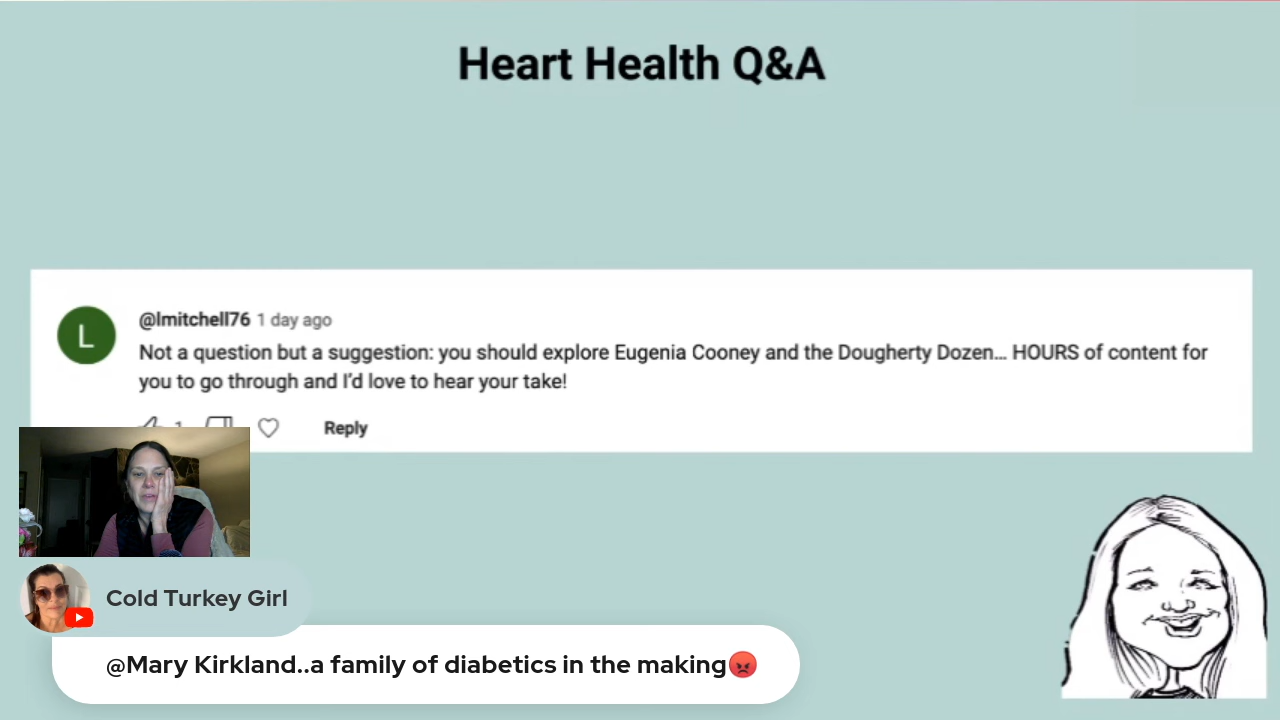 Heart Health Q&A
@lmitchell76 1 day ago
Not a question but a suggestion: you should explore Eugenia Cooney and the Dougherty Dozen... HOURS of content for
you to go through and I'd love to hear your take!
L
1
Reply
Cold Turkey Girl
@Mary Kirkland..a family of diabetics in the making😡